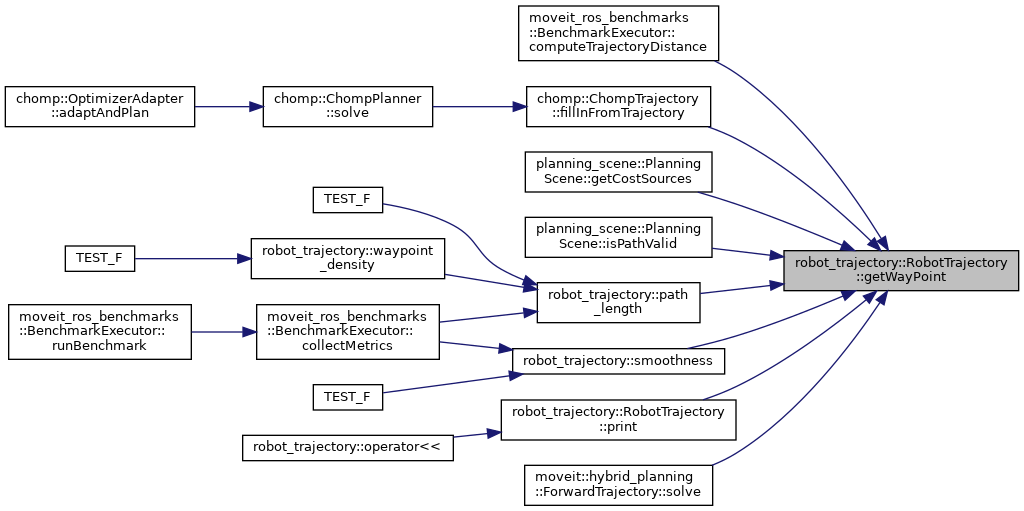 moveit_ros_benchmarks
::BenchmarkExecutor::
computeTrajectoryDistance
chomp::OptimizerAdapter
::adaptAndPlan
chomp::ChompPlanner
::solve
chomp::ChompTrajectory
::fillInFromTrajectory
planning_scene::Planning
Scene::getCostSources
TEST_F
planning_scene::Planning
Scene::isPathValid
TEST_F
robot_trajectory::waypoint
_density
robot_trajectory::RobotTrajectory
::getWayPoint
robot_trajectory::path
_length
moveit_ros_benchmarks
::BenchmarkExecutor::
runBenchmark
moveit_ros_benchmarks
::BenchmarkExecutor::
collectMetrics
robot_trajectory::smoothness
TEST_F
robot_trajectory::RobotTrajectory
::print
robot_trajectory::operator<<
moveit::hybrid_planning
::ForwardTrajectory::solve